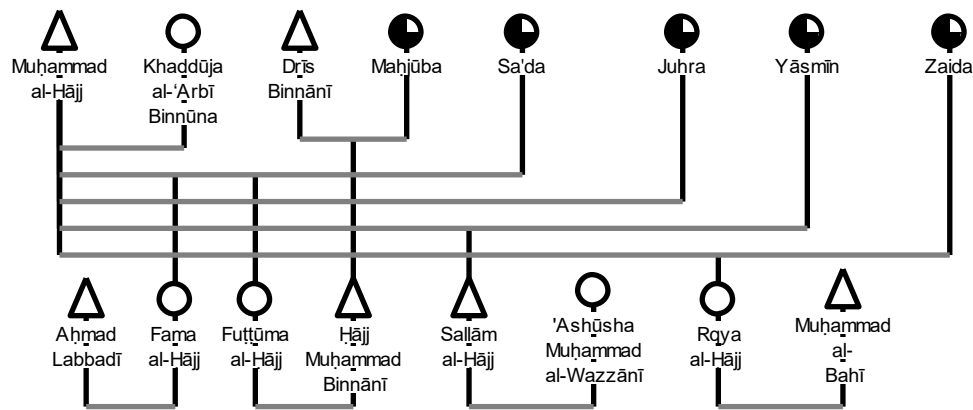 Muḥammad
al-Ḥājj
Khaddūja
al-‘Arbī
Binnūna
Drīs
Binnānī
Maḥjūba
Sa'da
Juhra
Yāsmīn
Zaida
Aḥmad
Labbadī
Fama
al-Ḥājj
Fuṭṭūma
al-Ḥājj
Ḥājj
Muḥammad
Binnānī
Sallām
al-Ḥājj
'Ashūsha
Muḥammad
al-Wazzānī
Rqya
al-Ḥājj
Muḥammad
al-
Bahī